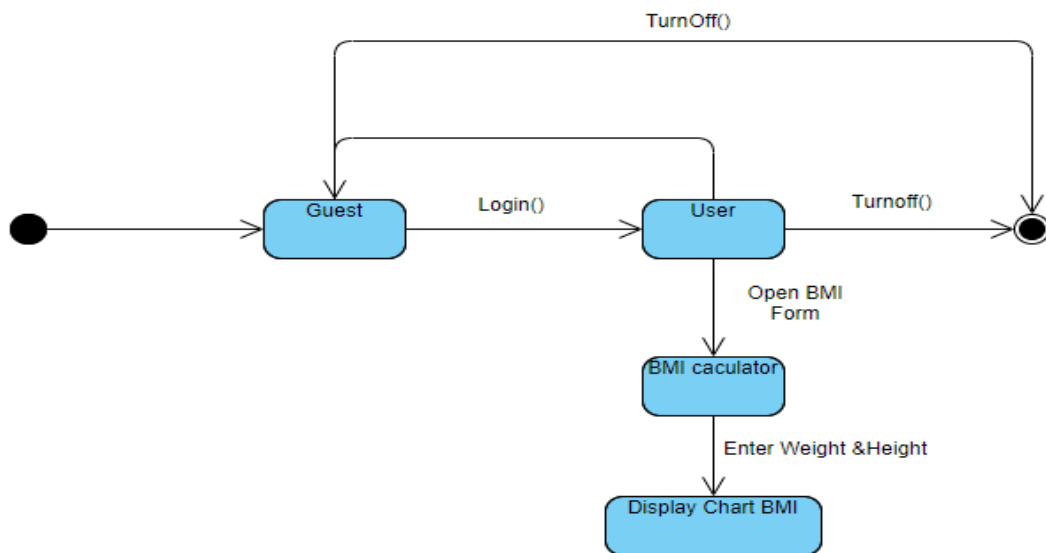 TurnOff()
Guest
Login()
User
Turnoff()
Open BMI
Form
BMI caculator
Enter Weight &Height
Display Chart BMI